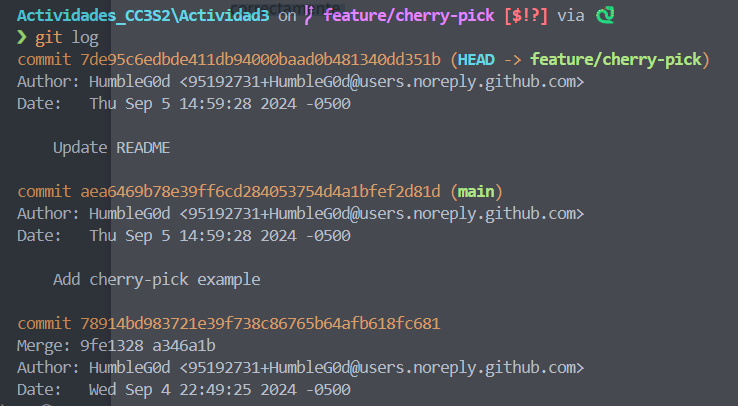 correctamente
Actividades_CC3S2\Actividad3 on feature/cherry-pick [$!?] via
❯ git log
commit 7de95c6edbde411db94000baad0b481340dd351b (HEAD -> feature/cherry-pick)
Author: HumbleG0d <95192731+HumbleG0d@users.noreply.github.com>
Date:   Thu Sep 5 14:59:28 2024 -0500
Update README
commit aea6469b78e39ff6cd284053754d4a1bfef2d81d (main)
Author: HumbleG0d <95192731+HumbleG0d@users.noreply.github.com>
Date:   Thu Sep 5 14:59:28 2024 -0500
Add cherry-pick example
commit 78914bd983721e39f738c86765b64afb618fc681
Merge: 9fe1328 a346a1b
Author: HumbleG0d <95192731+HumbleG0d@users.noreply.github.com>
Date:   Wed Sep 4 22:49:25 2024 -0500